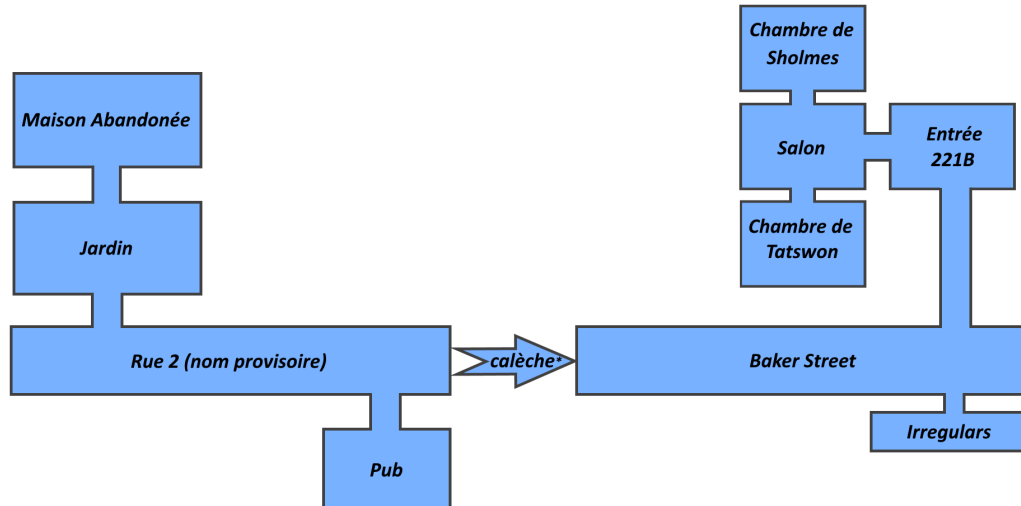 Chambre de
Sholmes
Maison Abandonée
Salon
Entrée
221B
Jardin
Chambre de
Tatswon
Rue 2 (nom provisoire)
calèche*
Baker Street
Irregulars
Pub